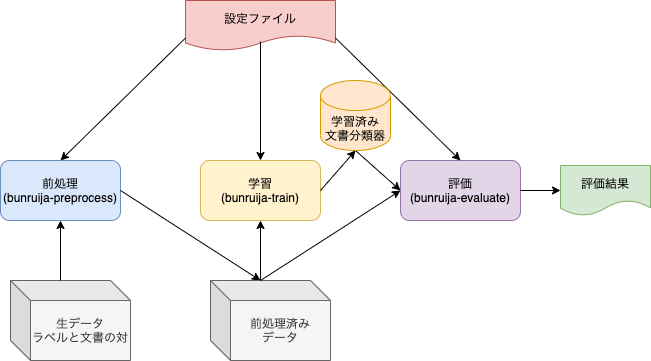 設定ファイル
学習済み
文書分類器
前処理
(bunruija-preprocess)
学習
(bunruija-train)
評価
(bunruija-evaluate)
評価結果
生データ
ラベルと文書の対
前処理済み
データ